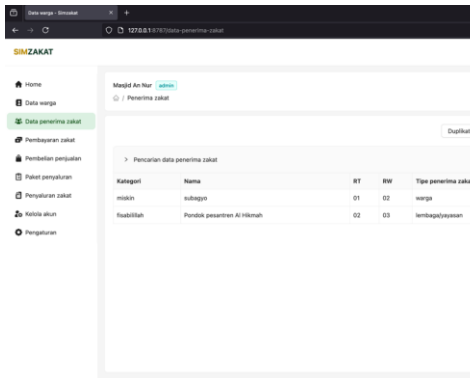 Data warga - Simzakat
127.0.0.1:8787/data-penerima-zakat
SIMZAKAT
Home
Data warga
Data penerima zakat
Pembayaran zakat
Pembelian penjualan
Paket penyaluran
Penyaluran zakat
Kelola akun
Pengaturan
Masjid An Nur admin
/ Penerima zakat
Duplikat
> Pencarian data penerima zakat
Kategori Nama RT RW Tipe penerima zaka
miskin subagyo 01 02 warga
fisabilillah Pondok pesantren Al Hikmah 02 03 lembaga/yayasan